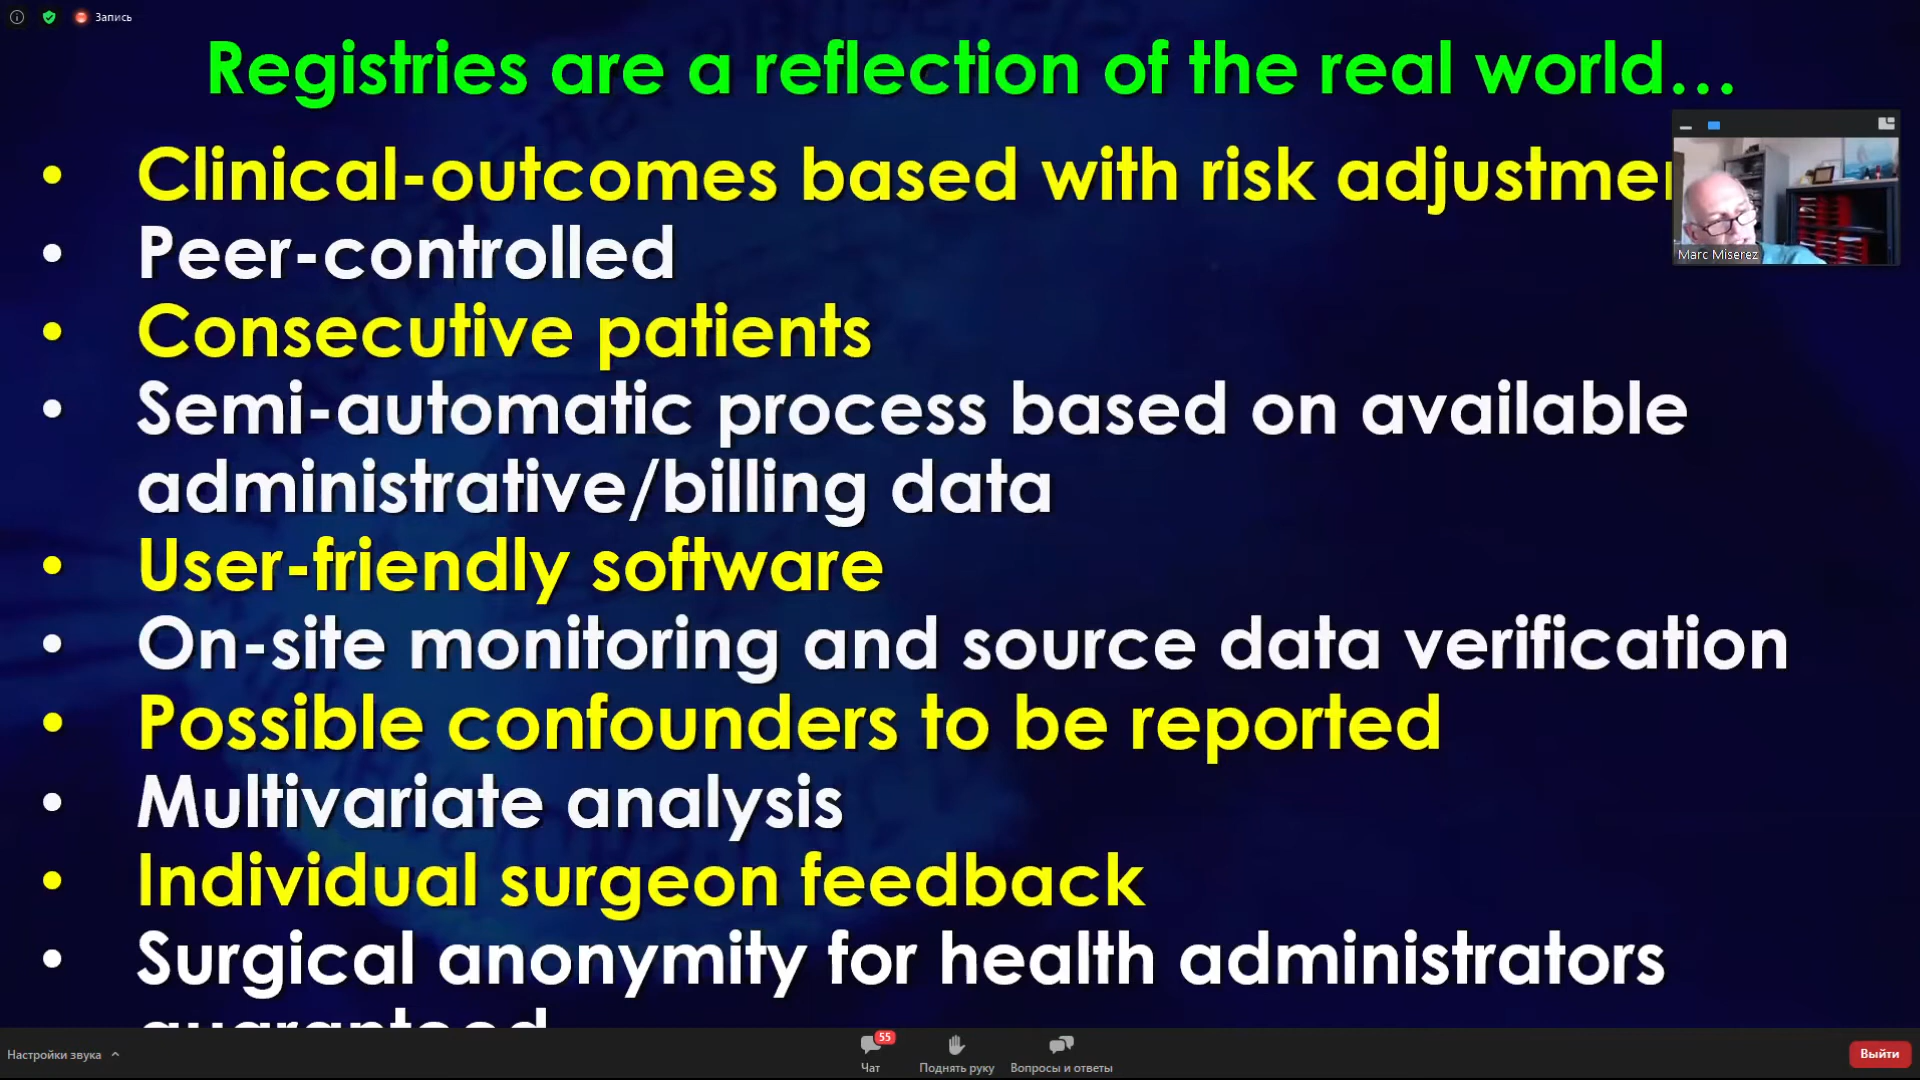 Запись
Registries are a reflection of the real world...
• Clinical-outcomes based with risk
• Peer-controlled
• Consecutive patients
• Semi-automatic process based on available
administrative/billing data
• User-friendly software
• On-site monitoring and source data verification
• Possible confounders to be reported
• Multivariate analysis
• Individual surgeon feedback
• Surgical anonymity for health administrators
guaranteed
Marc Miserez
Настройки звука
55
Чат
Поднять руку
Вопросы и ответы
Выйти